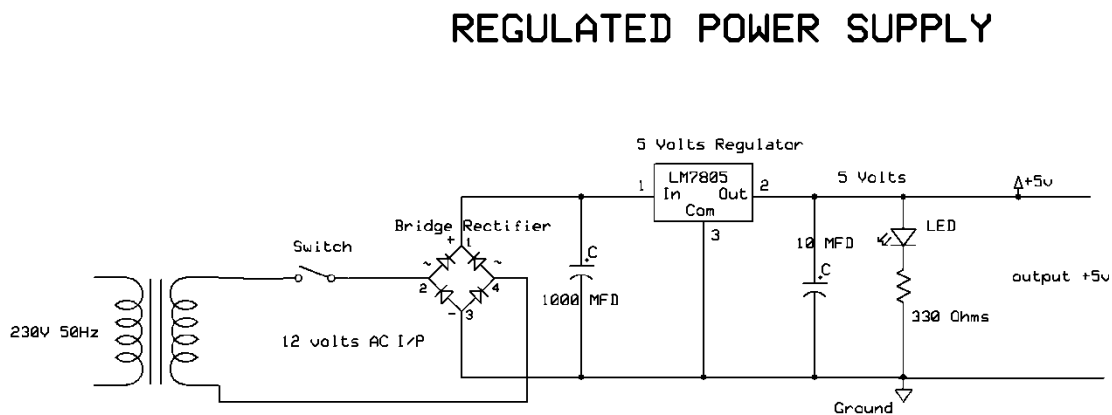 REGULATED POWER SUPPLY
5 Volts Regulator
LM7805
1 In Out 2
Com
3
5 Volts
+5v
Bridge Rectifier
+ 1
~ ~
2 4
- 3
Switch
+
C
1000 MFD
10 MFD
+
C
LED
output +5v
330 Ohms
230V 50Hz
12 volts AC I/P
Ground